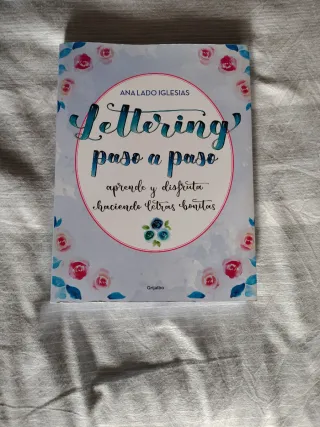 ANA LADO IGLESIAS
Lettering
paso a paso
aprende y disfruta
haciendo letras bonitas
Grijalbo